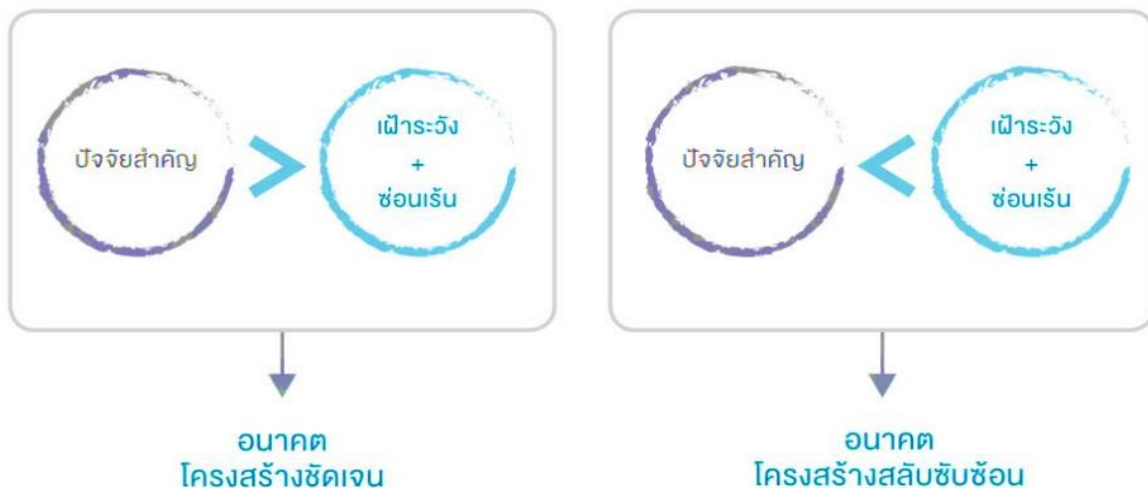 ปัจจัยสำคัญ
>
เฝ้าระวัง
+
ซ่อนเร้น
อนาคต
โครงสร้างชัดเจน
ปัจจัยสำคัญ
<
เฝ้าระวัง
+
ซ่อนเร้น
อนาคต
โครงสร้างสลับซับซ้อน